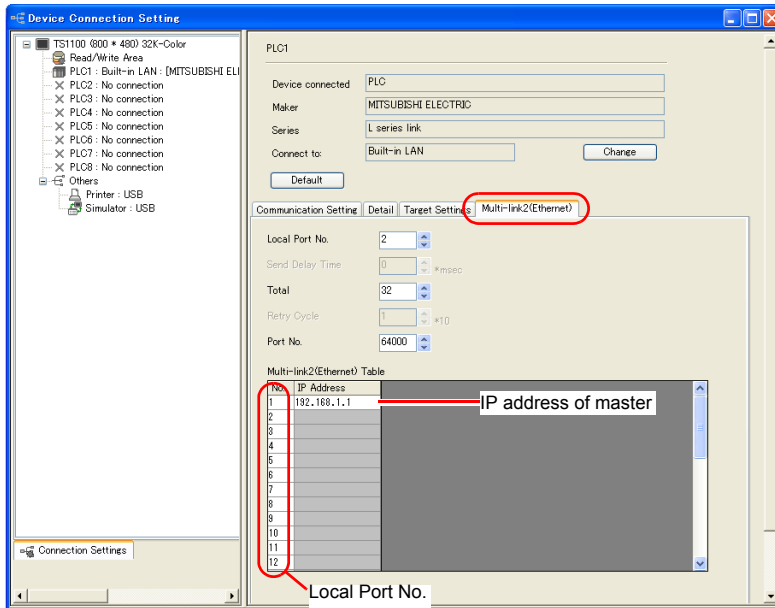 Device Connection Setting
TS1100 (800 * 480) 32K-Color
Read/Write Area
PLC1 : Built-in LAN : [MITSUBISHI ELE
PLC2 : No connection
PLC3 : No connection
PLC4 : No connection
PLC5 : No connection
PLC6 : No connection
PLC7 : No connection
PLC8 : No connection
Others
Printer : USB
Simulator : USB
Connection Settings
PLC1
Device connected PLC
Maker MITSUBISHI ELECTRIC
Series L series link
Connect to: Built-in LAN Change
Default
Communication Setting Detail Target Settings Multi-link2(Ethernet)
Local Port No. 2
Send Delay Time 0 *msec
Total 32
Retry Cycle 1 *10
Port No. 64000
Multi-link2(Ethernet) Table
No. IP Address
1 192.168.1.1 IP address of master
2
3
4
5
6
7
8
9
10
11
12
Local Port No.